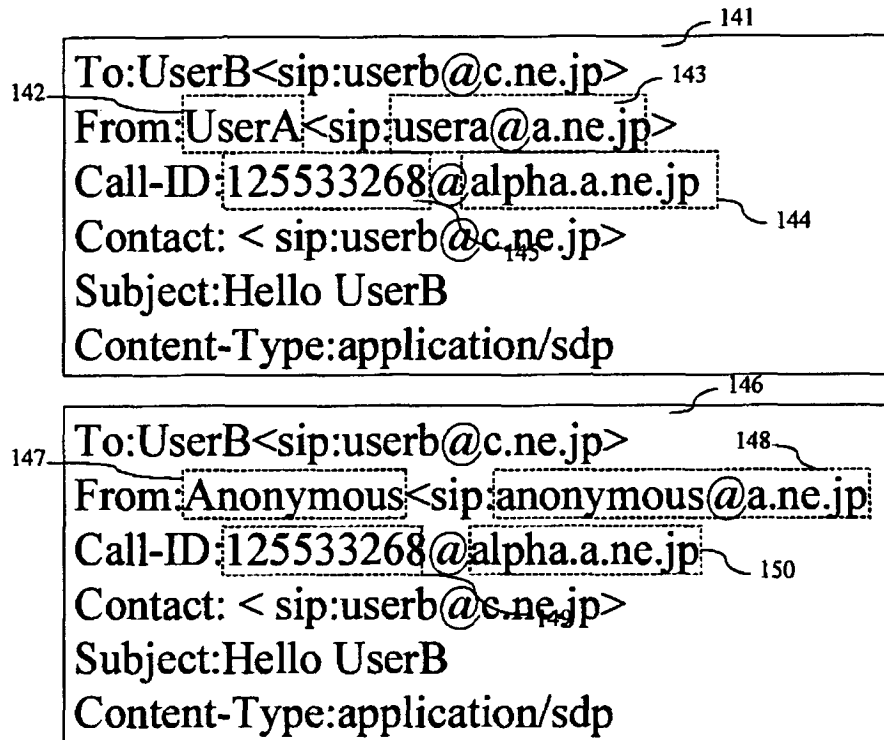 141
To:UserB<sip:userb@c.ne.jp>
142
143
From:UserA<sip:usera@a.ne.jp>
Call-ID:125533268@alpha.a.ne.jp
144
Contact: < sip:userb@c.ne.jp>
145
Subject:Hello UserB
Content-Type:application/sdp
146
To:UserB<sip:userb@c.ne.jp>
147
148
From:Anonymous<sip:anonymous@a.ne.jp
Call-ID:125533268@alpha.a.ne.jp
150
Contact: < sip:userb@c.ne.jp>
149
Subject:Hello UserB
Content-Type:application/sdp